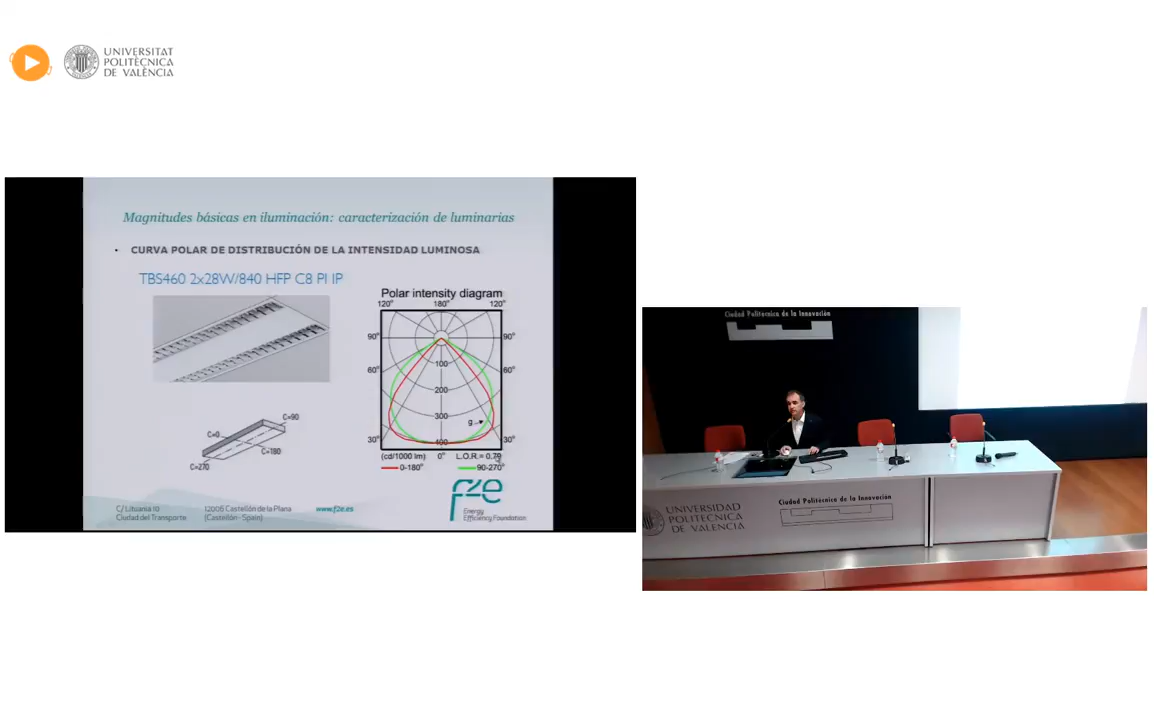 UNIVERSITAT
POLITÈCNICA
DE VALÈNCIA
Magnitudes básicas en iluminación: caracterización de luminarias
• CURVA POLAR DE DISTRIBUCIÓN DE LA INTENSIDAD LUMINOSA
TBS460 2x28W/840 HFP C8 PI IP
Polar intensity diagram
120° 180° 120°
90° 90°
60° 60°
100
200
300
400
30° 0° 30°
(cd/1000 lm) L.O.R.= 0.79
0-180° 90-270°
C=90
C=0
C=180
C=270
f2e
Energy
Efficiency Foundation
C/ Lituania 10
Ciudad del Transporte
12006 Castellón de la Plana
(Castellón - Spain)
www.f2e.es
Ciudad Politécnica de la Innovación
Ciudad Politécnica de la Innovación
UNIVERSIDAD
POLITECNICA
DE VALENCIA